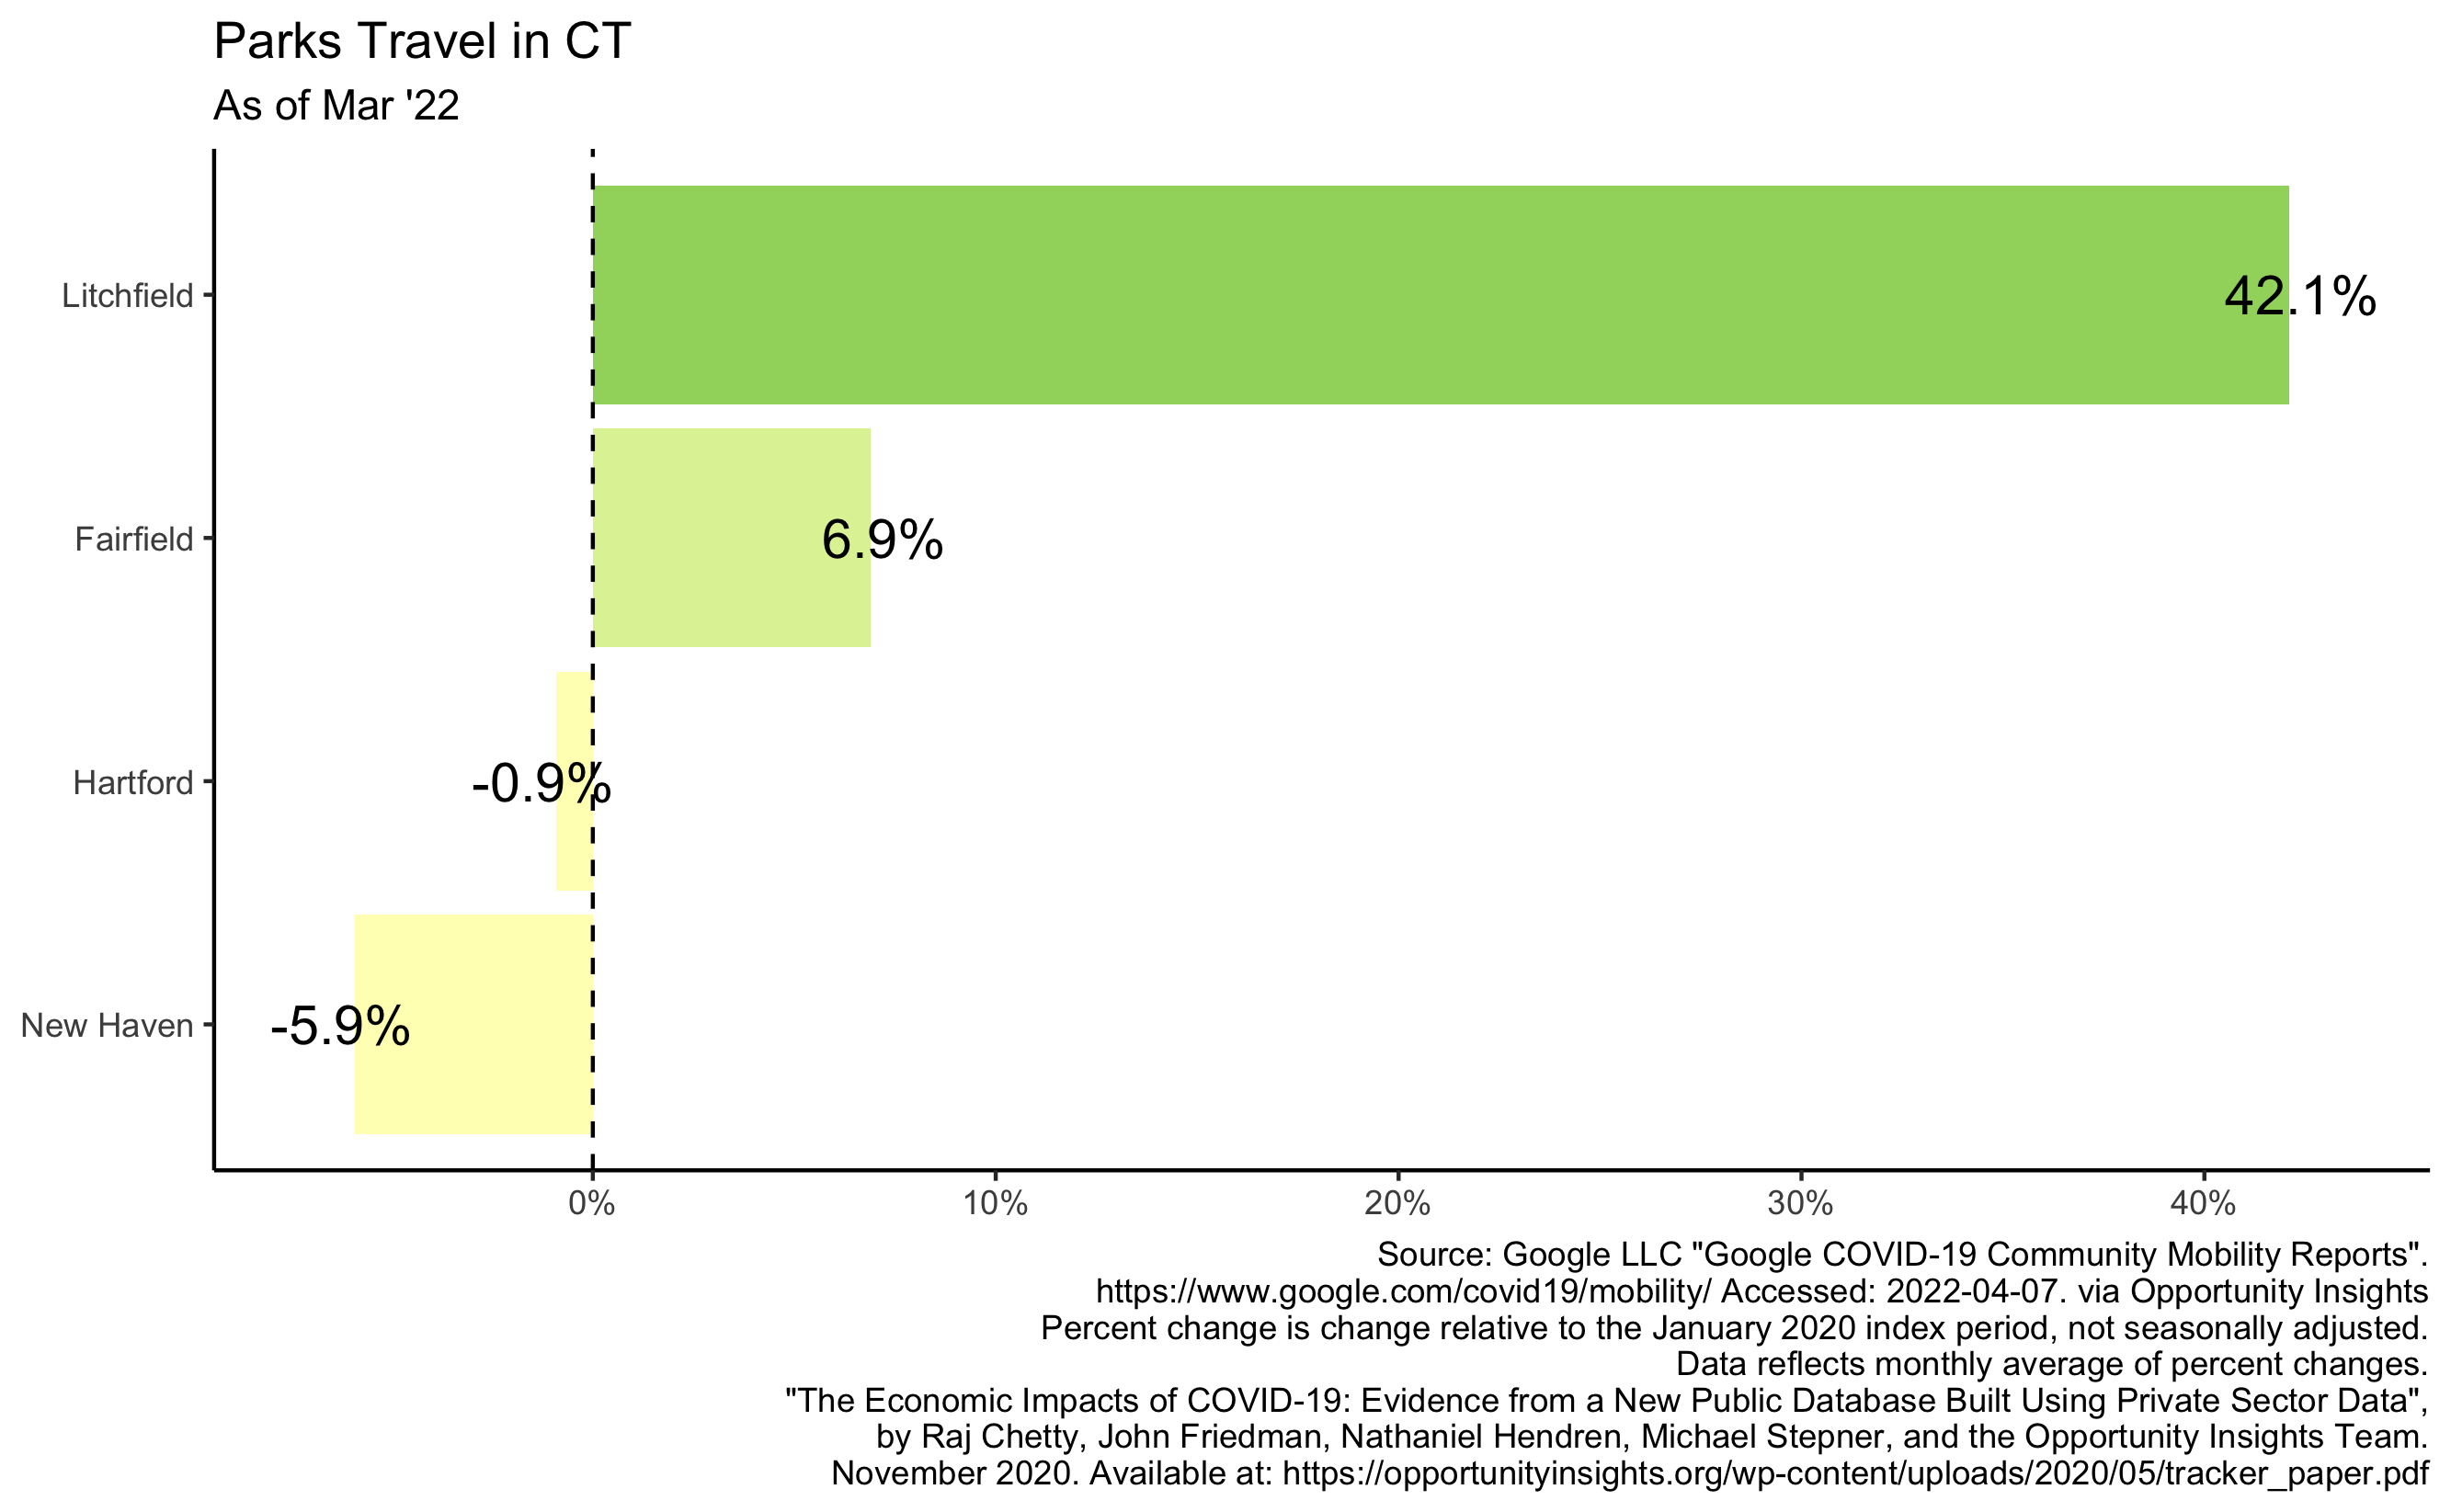 Parks Travel in CT
As of Mar '22
Litchfield
42.1%
Fairfield
6.9%
Hartford
-0.9%
New Haven
-5.9%
0% 10% 20% 30% 40%
Source: Google LLC "Google COVID-19 Community Mobility Reports".
https://www.google.com/covid19/mobility/ Accessed: 2022-04-07. via Opportunity Insights
Percent change is change relative to the January 2020 index period, not seasonally adjusted.
Data reflects monthly average of percent changes.
"The Economic Impacts of COVID-19: Evidence from a New Public Database Built Using Private Sector Data",
by Raj Chetty, John Friedman, Nathaniel Hendren, Michael Stepner, and the Opportunity Insights Team.
November 2020. Available at: https://opportunityinsights.org/wp-content/uploads/2020/05/tracker_paper.pdf